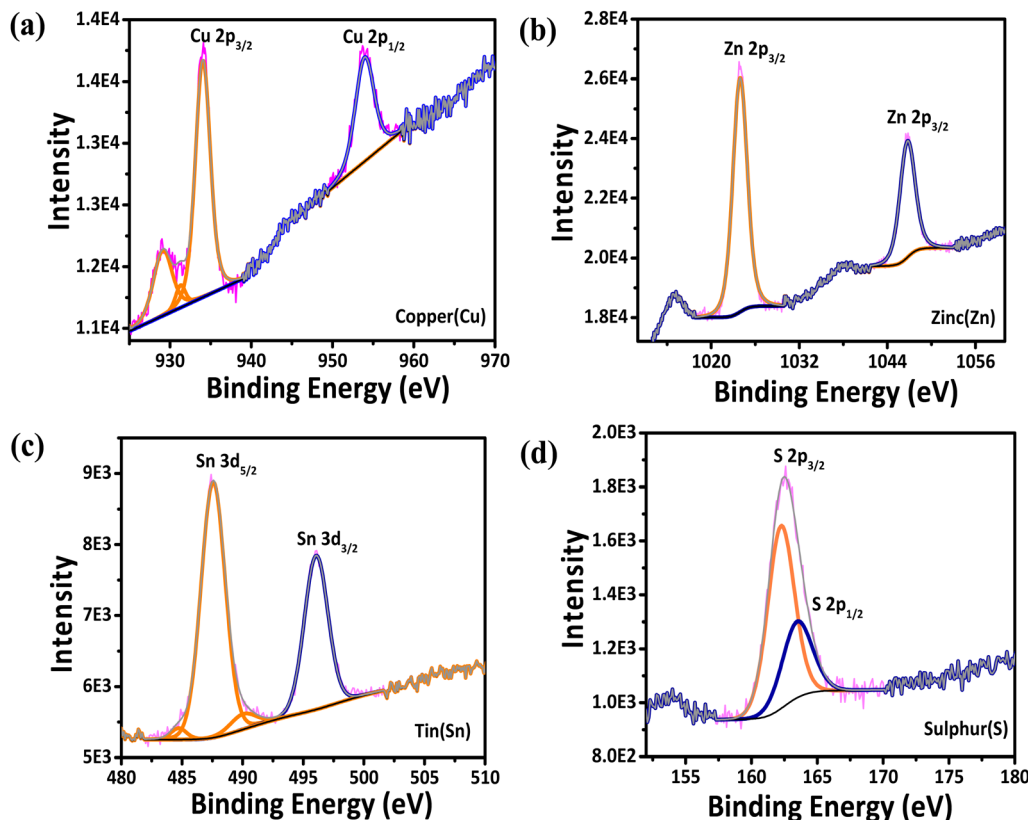 (a)
Cu 2p3/2
Cu 2p1/2
1.4E4
1.4E4
1.3E4
1.3E4
1.2E4
1.1E4
Intensity
Copper(Cu)
930 940 950 960 970
Binding Energy (eV)
(b)
Zn 2p3/2
Zn 2p3/2
2.8E4
2.6E4
2.4E4
2.2E4
2.0E4
1.8E4
Intensity
Zinc(Zn)
1020 1032 1044 1056
Binding Energy (eV)
(c)
Sn 3d5/2
Sn 3d3/2
9E3
8E3
7E3
6E3
5E3
Intensity
Tin(Sn)
480 485 490 495 500 505 510
Binding Energy (eV)
(d)
S 2p3/2
S 2p1/2
2.0E3
1.8E3
1.6E3
1.4E3
1.2E3
1.0E3
8.0E2
Intensity
Sulphur(S)
155 160 165 170 175 180
Binding Energy (eV)